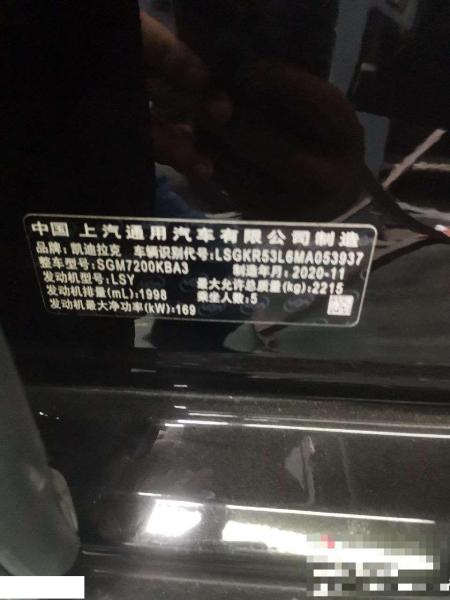 中国 上汽通用汽车有限公司制造
品牌:凯迪拉克 车辆识别代号:LSGKR53L6MA053937
整车型号:SGM7200KBA3 制造年月:2020-11
发动机型号:LSY 最大允许总质量(kg):2215
发动机排量(mL):1998 乘坐人数:5
发动机最大净功率(kW):169